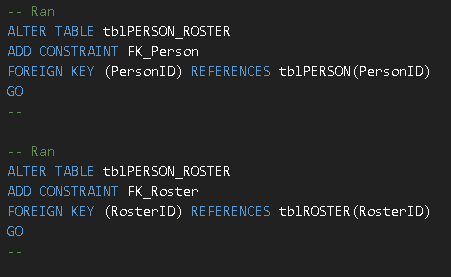 -- Ran
ALTER TABLE tblPERSON_ROSTER
ADD CONSTRAINT FK_Person
FOREIGN KEY (PersonID) REFERENCES tblPERSON(PersonID)
GO
--
-- Ran
ALTER TABLE tblPERSON_ROSTER
ADD CONSTRAINT FK_Roster
FOREIGN KEY (RosterID) REFERENCES tblROSTER(RosterID)
GO
--